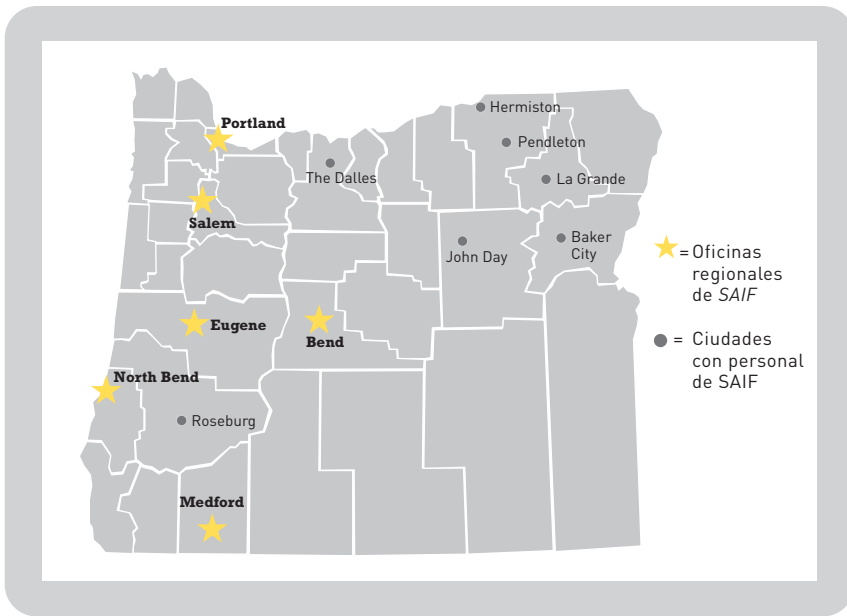 Portland
Hermiston
Pendleton
The Dalles
La Grande
Salem
John Day
Baker
City
Eugene
Bend
North Bend
Roseburg
Medford
= Oficinas
regionales
de SAIF
= Ciudades
con personal
de SAIF